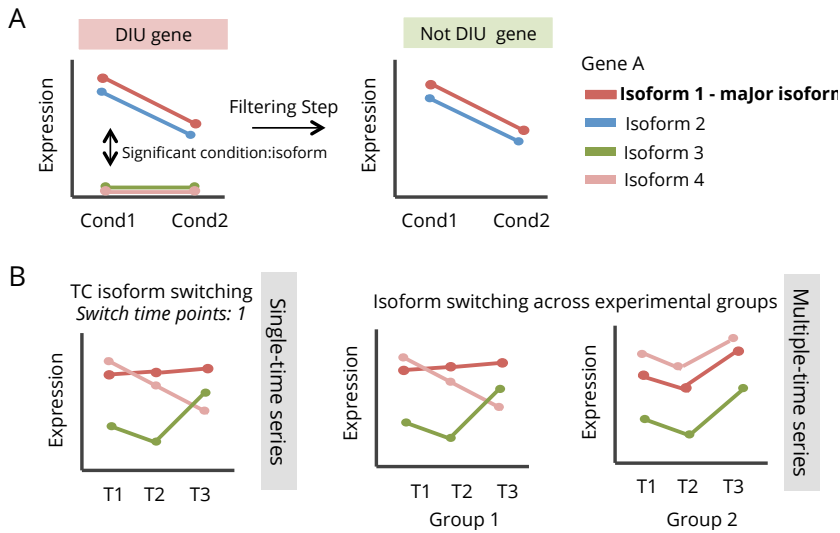 A
DIU gene
Not DIU gene
Expression
Filtering Step
Significant condition:isoform
Cond1
Cond2
Expression
Cond1
Cond2
Gene A
Isoform 1 - maJor isoform
Isoform 2
Isoform 3
Isoform 4
B
TC isoform switching
Switch time points: 1
Expression
T1
T2
T3
Single-time series
Isoform switching across experimental groups
Expression
T1
T2
T3
Group 1
Expression
T1
T2
T3
Group 2
Multiple-time series